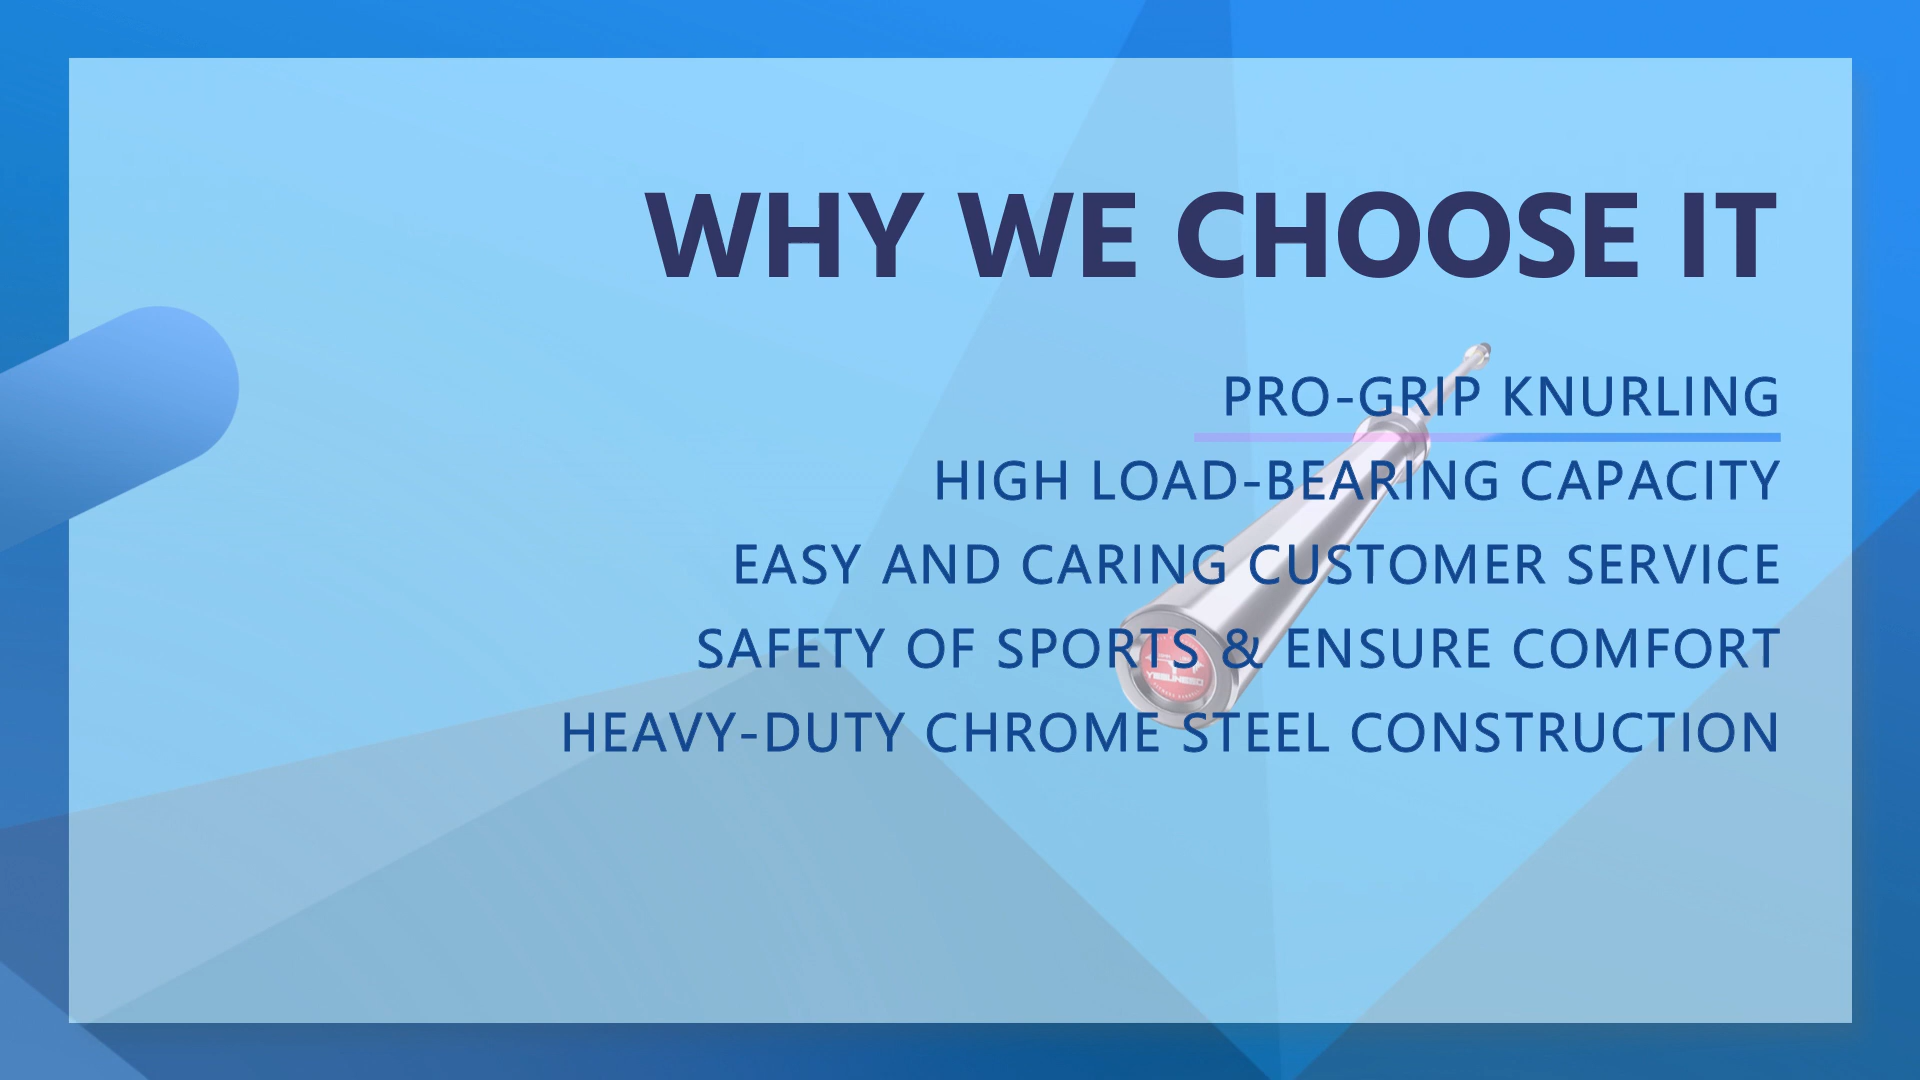 WHY WE CHOOSE IT
PRO-GRIP KNURLING
HIGH LOAD-BEARING CAPACITY
EASY AND CARING CUSTOMER SERVICE
SAFETY OF SPORTS & ENSURE COMFORT
HEAVY-DUTY CHROME STEEL CONSTRUCTION